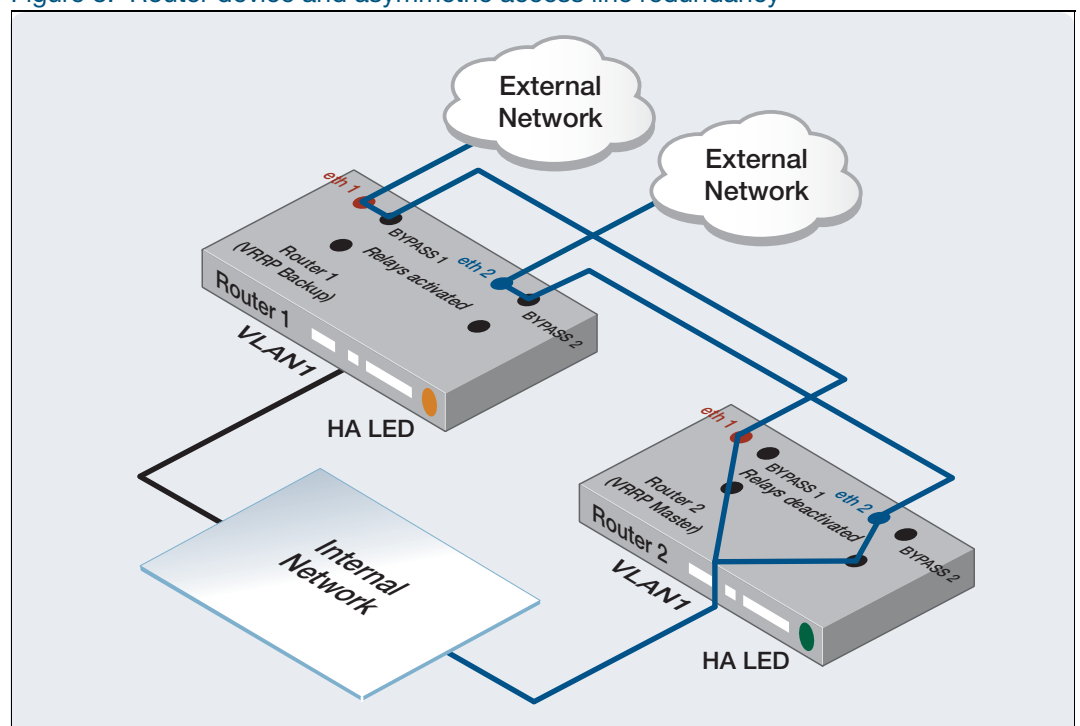 Figure 3. Router device and asymmetric access line redundancy
External
Network
External
Network
eth 1
BYPASS 1
Router 1
(VRRP Backup)
Relays activated
eth 2
BYPASS 2
Router 1
VLAN1
HA LED
eth 1
BYPASS 1
Router 2
(VRRP Master)
Relays deactivated
eth 2
BYPASS 2
Router 2
VLAN1
HA LED
Internal
Network